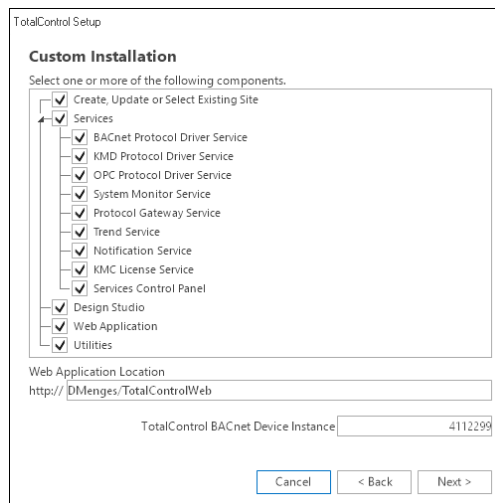 TotalControl Setup
Custom Installation
Select one or more of the following components.
Create, Update or Select Existing Site
Services
BACnet Protocol Driver Service
KMD Protocol Driver Service
OPC Protocol Driver Service
System Monitor Service
Protocol Gateway Service
Trend Service
Notification Service
KMC License Service
Services Control Panel
Design Studio
Web Application
Utilities
Web Application Location
http:// DMenges/TotalControlWeb
TotalControl BACnet Device Instance 4112299
Cancel < Back Next >